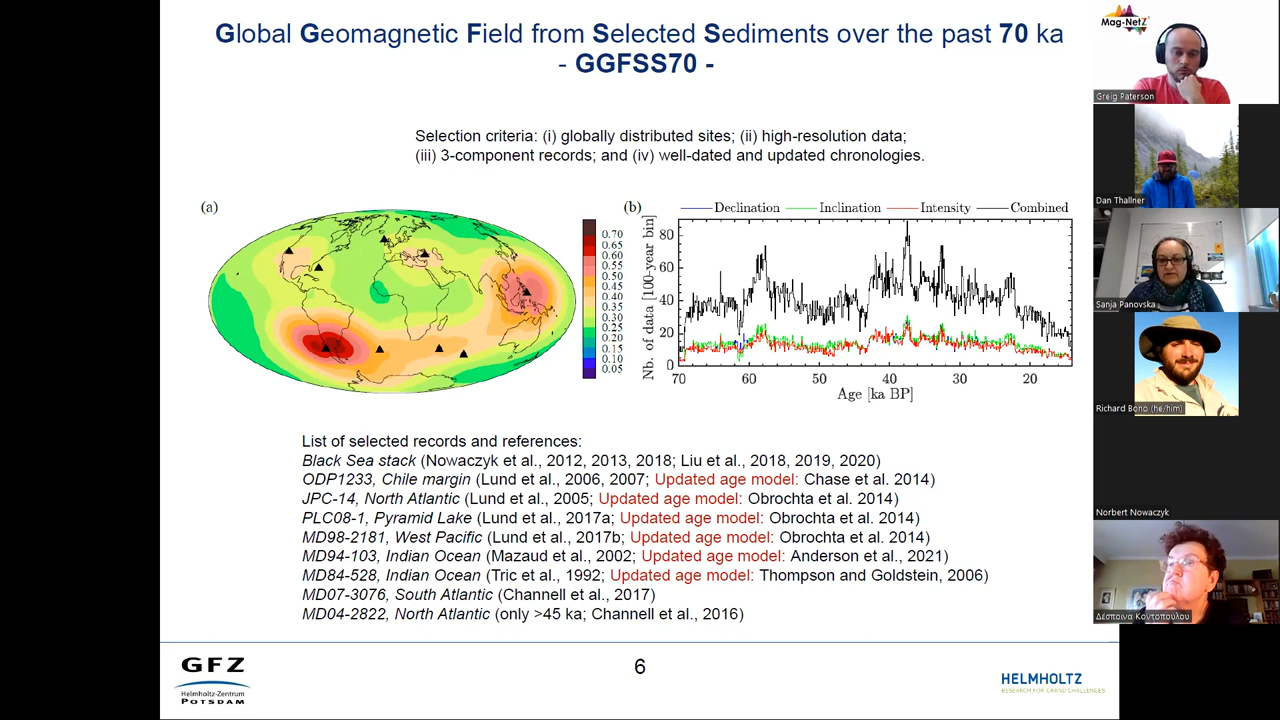 Global Geomagnetic Field from Selected Sediments over the past 70 ka
- GGFSS70 -
Selection criteria: (i) globally distributed sites; (ii) high-resolution data;
(iii) 3-component records; and (iv) well-dated and updated chronologies.
(a)
0.70
0.65
0.60
0.55
0.50
0.45
0.40
0.35
0.30
0.25
0.20
0.15
0.10
0.05
(b)
Declination Inclination Intensity Combined
Nb. of data [100-year bin]
80
60
40
20
0
70 60 50 40 30 20
Age [ka BP]
List of selected records and references:
Black Sea stack (Nowaczyk et al., 2012, 2013, 2018; Liu et al., 2018, 2019, 2020)
ODP1233, Chile margin (Lund et al., 2006, 2007; Updated age model: Chase et al. 2014)
JPC-14, North Atlantic (Lund et al., 2005; Updated age model: Obrochta et al. 2014)
PLC08-1, Pyramid Lake (Lund et al., 2017a; Updated age model: Obrochta et al. 2014)
MD98-2181, West Pacific (Lund et al., 2017b; Updated age model: Obrochta et al. 2014)
MD94-103, Indian Ocean (Mazaud et al., 2002; Updated age model: Anderson et al., 2021)
MD84-528, Indian Ocean (Tric et al., 1992; Updated age model: Thompson and Goldstein, 2006)
MD07-3076, South Atlantic (Channell et al., 2017)
MD04-2822, North Atlantic (only >45 ka; Channell et al., 2016)
GFZ
Helmholtz-Zentrum
POTSDAM
6
HELMHOLTZ
RESEARCH FOR GRAND CHALLENGES
Mag-NetZ
Greig Paterson
Dan Thallner
Sanja Panovska
Richard Bono (he/him)
Norbert Nowaczyk
Δέσποινα Κοντοπούλου